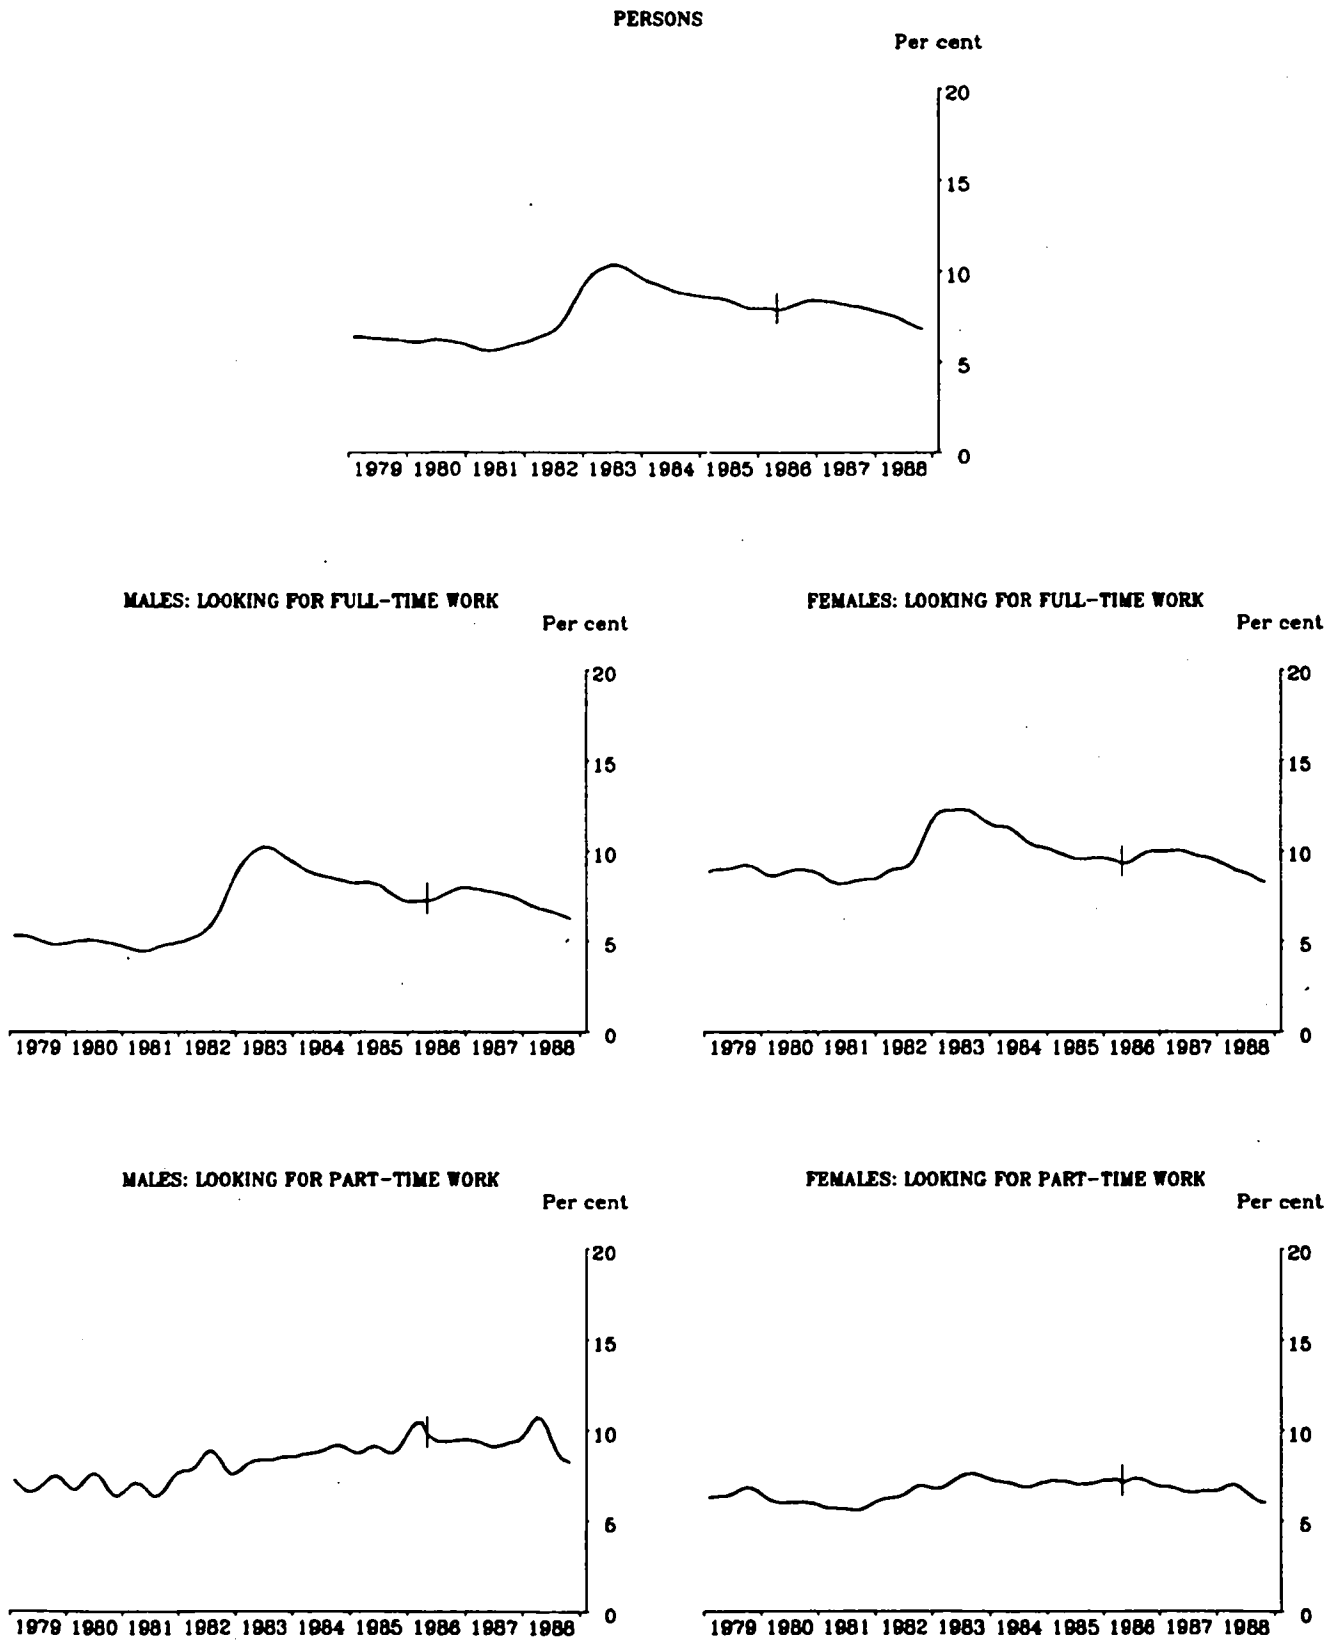 PERSONS
Per cent
20
15
10
5
0
1979 1980 1981 1982 1983 1984 1985 1986 1987 1988
MALES: LOOKING FOR FULL-TIME WORK
Per cent
20
15
10
5
0
1979 1980 1981 1982 1983 1984 1985 1986 1987 1988
FEMALES: LOOKING FOR FULL-TIME WORK
Per cent
20
15
10
5
0
1979 1980 1981 1982 1983 1984 1985 1986 1987 1988
MALES: LOOKING FOR PART-TIME WORK
Per cent
20
15
10
5
0
1979 1980 1981 1982 1983 1984 1985 1986 1987 1988
FEMALES: LOOKING FOR PART-TIME WORK
Per cent
20
15
10
5
0
1979 1980 1981 1982 1983 1984 1985 1986 1987 1988